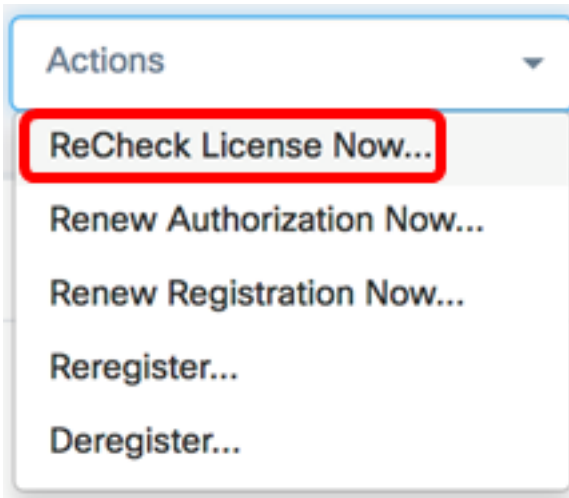 Actions
ReCheck License Now...
Renew Authorization Now...
Renew Registration Now...
Reregister...
Deregister...